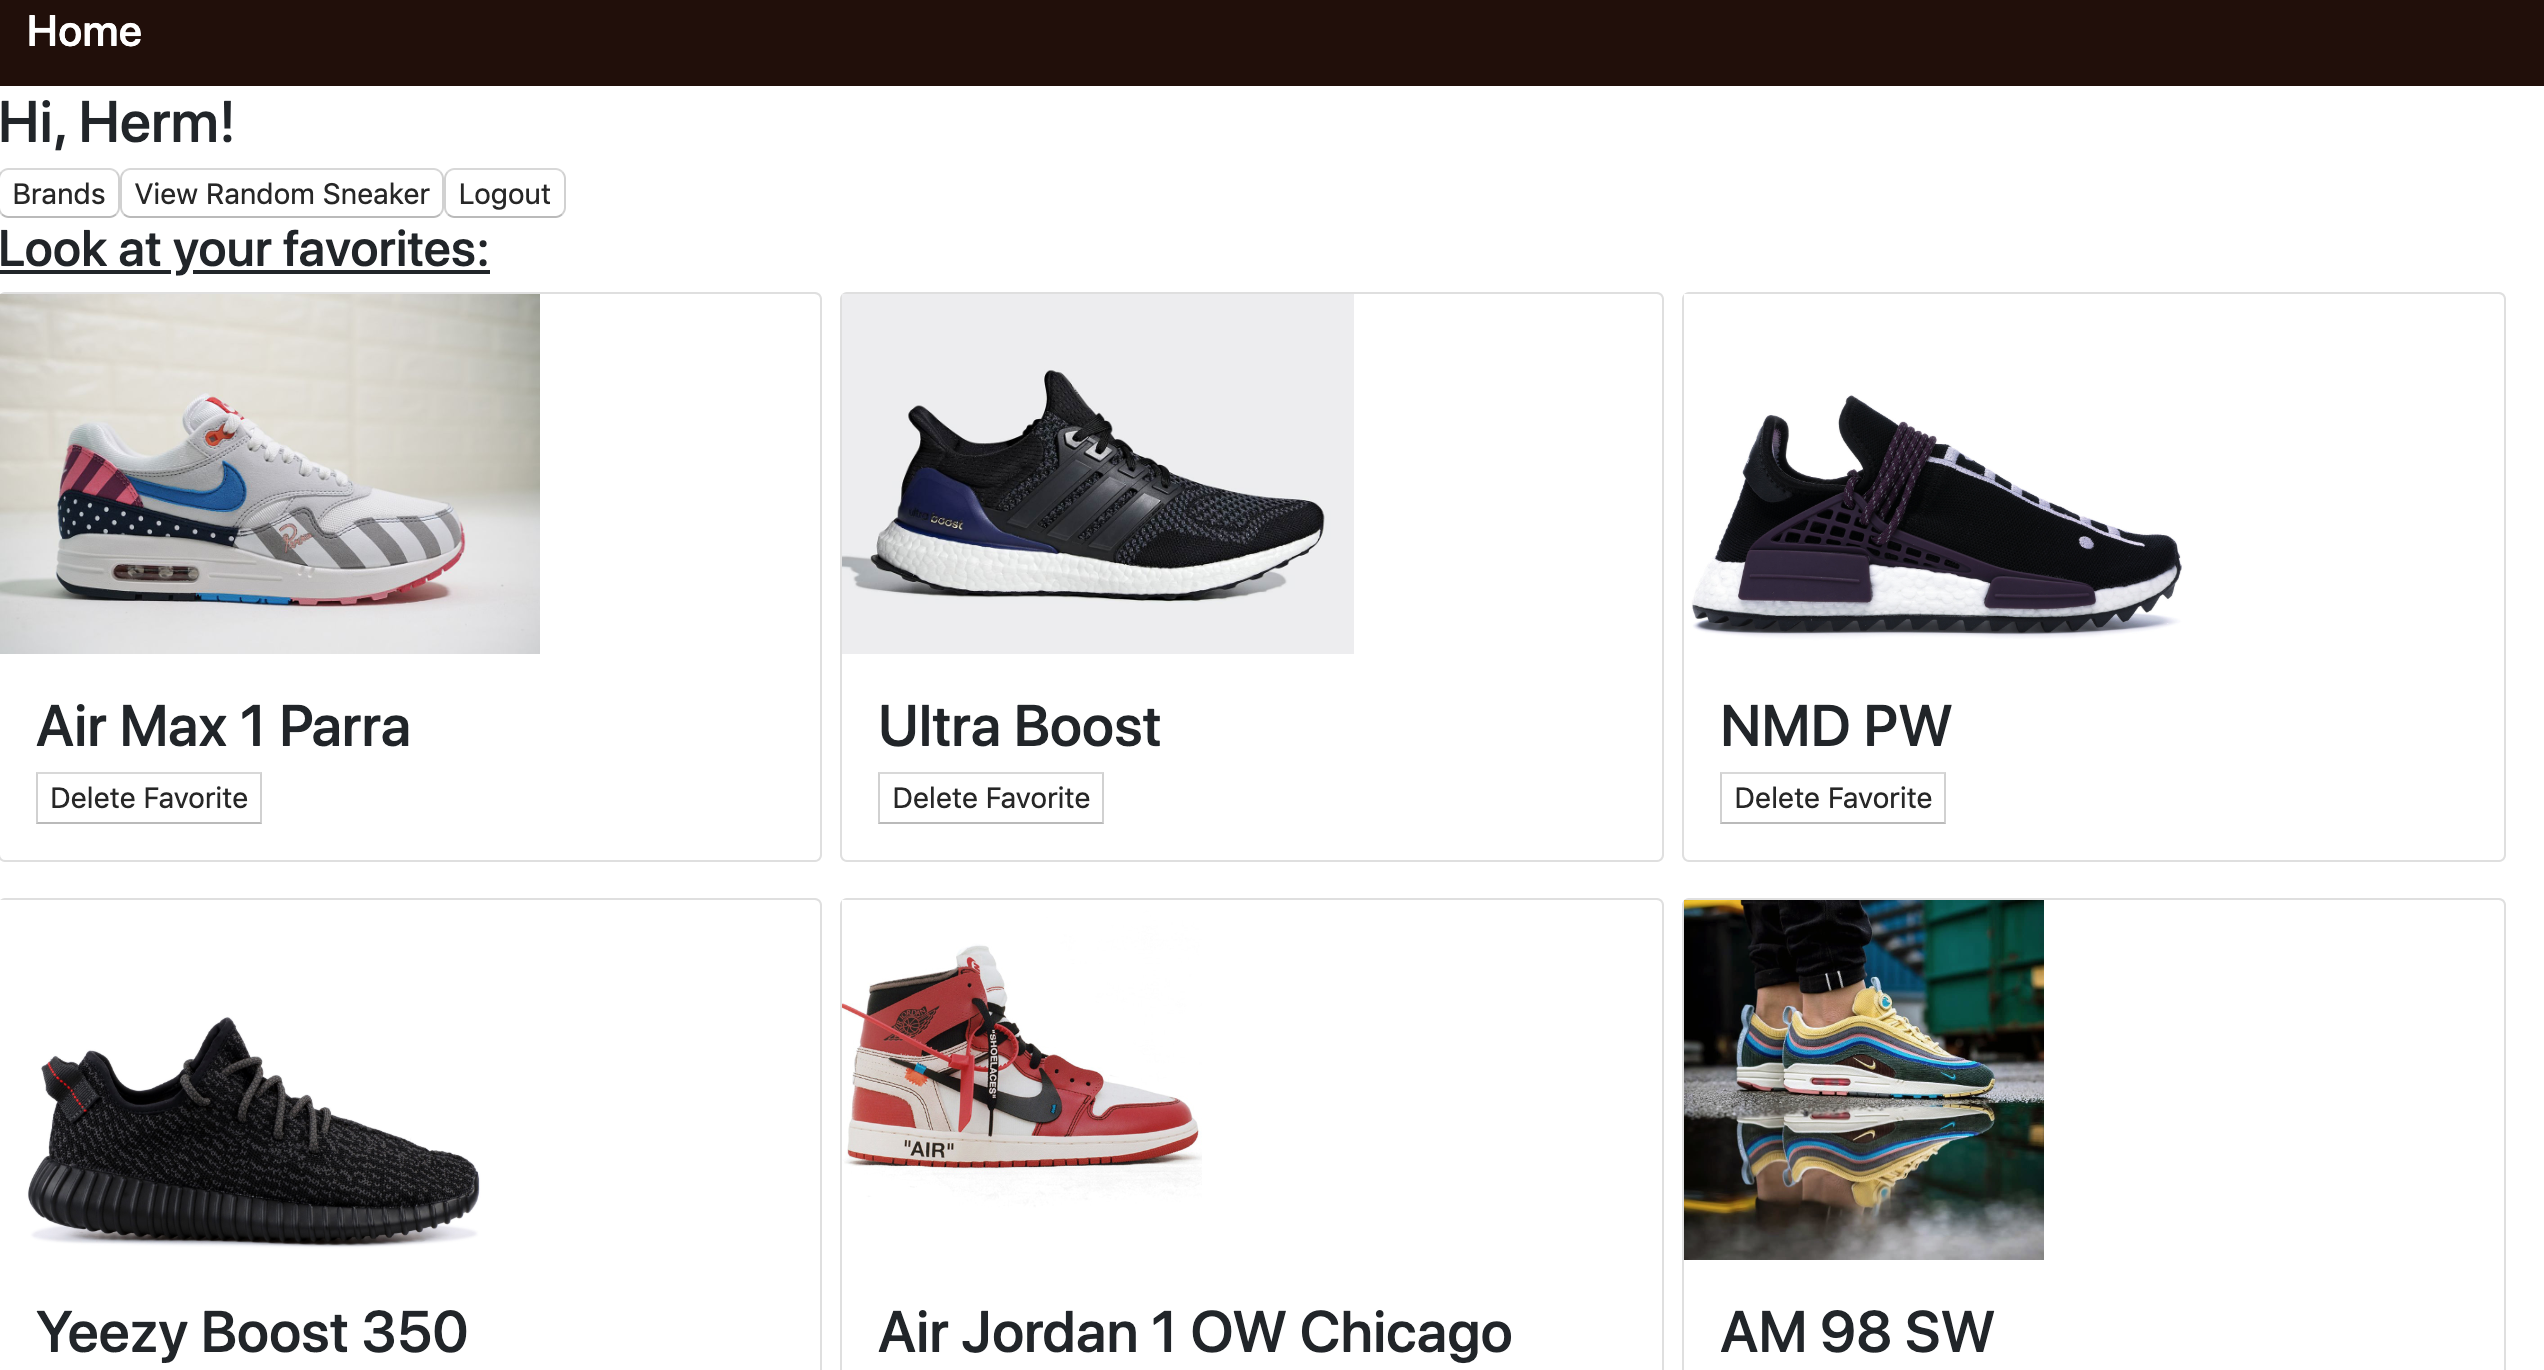 Home
Hi, Herm!
Brands View Random Sneaker Logout
Look at your favorites:
ultra boost
Air Max 1 Parra
Ultra Boost
NMD PW
Delete Favorite
Delete Favorite
Delete Favorite
"SHOELACES"
"AIR"
Yeezy Boost 350
Air Jordan 1 OW Chicago
AM 98 SW